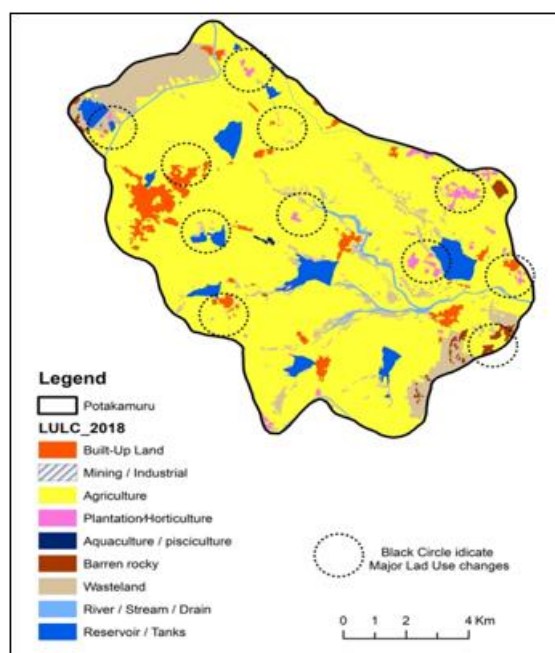 Legend
Potakamuru
LULC_2018
Built-Up Land
Mining / Industrial
Agriculture
Plantation/Horticulture
Aquaculture / pisciculture
Barren rocky
Wasteland
River / Stream / Drain
Reservoir / Tanks
Black Circle idicate
Major Lad Use changes
0 1 2 4 Km